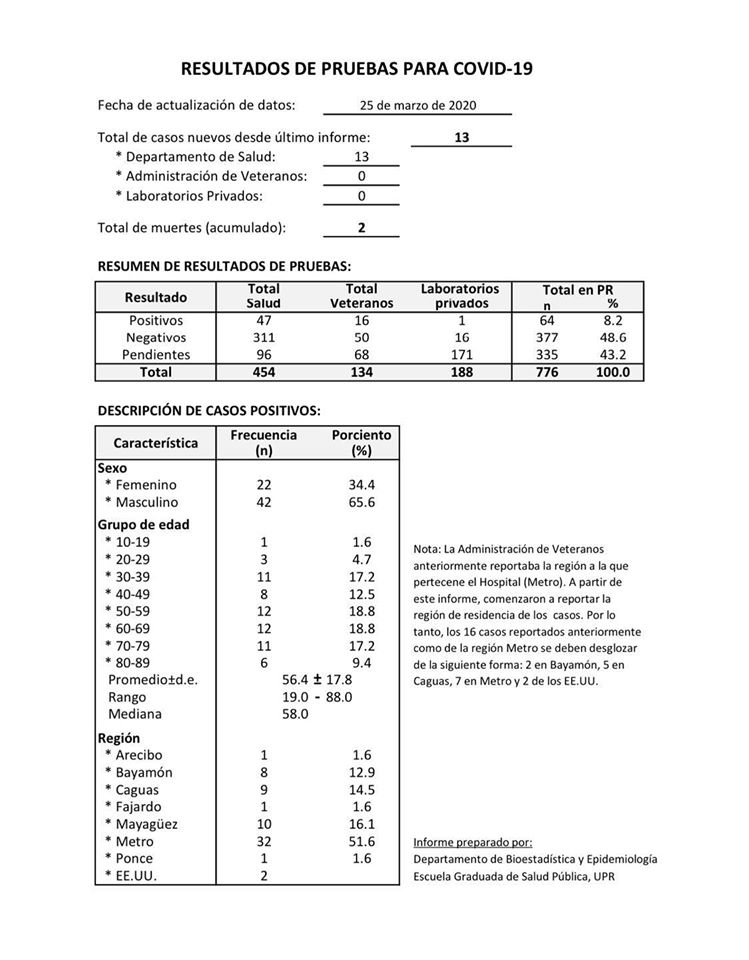 RESULTADOS DE PRUEBAS PARA COVID-19
Fecha de actualización de datos: 25 de marzo de 2020
Total de casos nuevos desde último informe: 13
* Departamento de Salud: 13
* Administración de Veteranos: 0
* Laboratorios Privados: 0
Total de muertes (acumulado): 2
RESUMEN DE RESULTADOS DE PRUEBAS:
Resultado Total Salud Total Veteranos Laboratorios privados Total en PR n %
Positivos 47 16 1 64 8.2
Negativos 311 50 16 377 48.6
Pendientes 96 68 171 335 43.2
Total 454 134 188 776 100.0
DESCRIPCIÓN DE CASOS POSITIVOS:
Característica Frecuencia (n) Porciento (%)
Sexo
* Femenino 22 34.4
* Masculino 42 65.6
Grupo de edad
* 10-19 1 1.6
* 20-29 3 4.7
* 30-39 11 17.2
* 40-49 8 12.5
* 50-59 12 18.8
* 60-69 12 18.8
* 70-79 11 17.2
* 80-89 6 9.4
Promedio±d.e. 56.4 ± 17.8
Rango 19.0 - 88.0
Mediana 58.0
Región
* Arecibo 1 1.6
* Bayamón 8 12.9
* Caguas 9 14.5
* Fajardo 1 1.6
* Mayagüez 10 16.1
* Metro 32 51.6
* Ponce 1 1.6
* EE.UU. 2
Nota: La Administración de Veteranos
anteriormente reportaba la región a la que
pertecene el Hospital (Metro). A partir de
este informe, comenzaron a reportar la
región de residencia de los casos. Por lo
tanto, los 16 casos reportados anteriormente
como de la región Metro se deben desglozar
de la siguiente forma: 2 en Bayamón, 5 en
Caguas, 7 en Metro y 2 de los EE.UU.
Informe preparado por:
Departamento de Bioestadística y Epidemiología
Escuela Graduada de Salud Pública, UPR